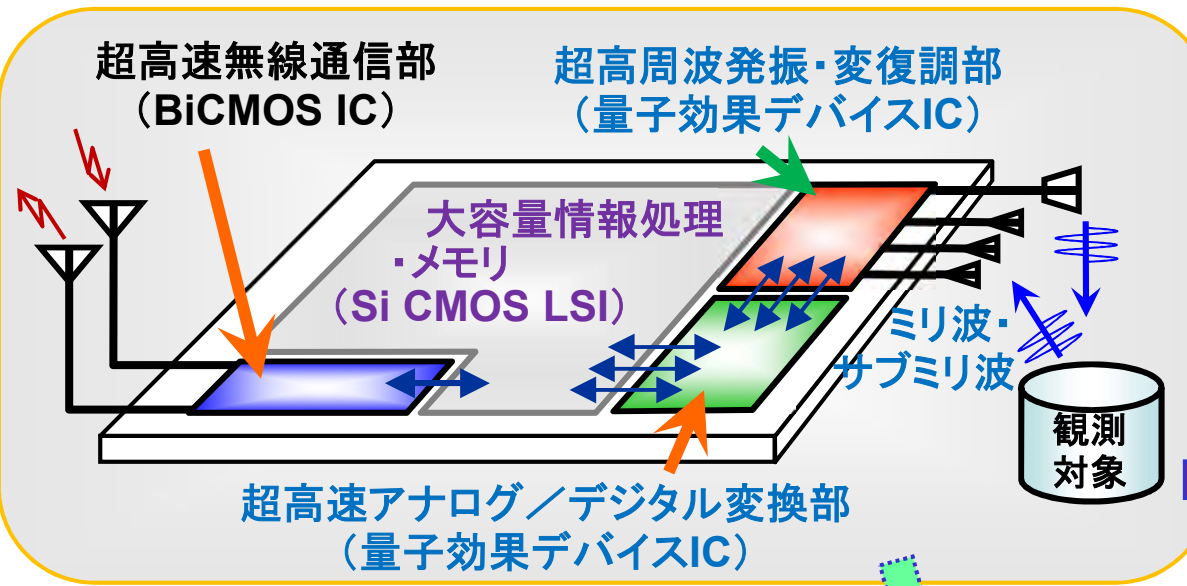 超高速無線通信部
（BiCMOS IC）
超高周波発振・変復調部
（量子効果デバイスIC）
大容量情報処理
・メモリ
（Si CMOS LSI）
ミリ波・
サブミリ波
観測
対象
超高速アナログ／デジタル変換部
（量子効果デバイスIC）